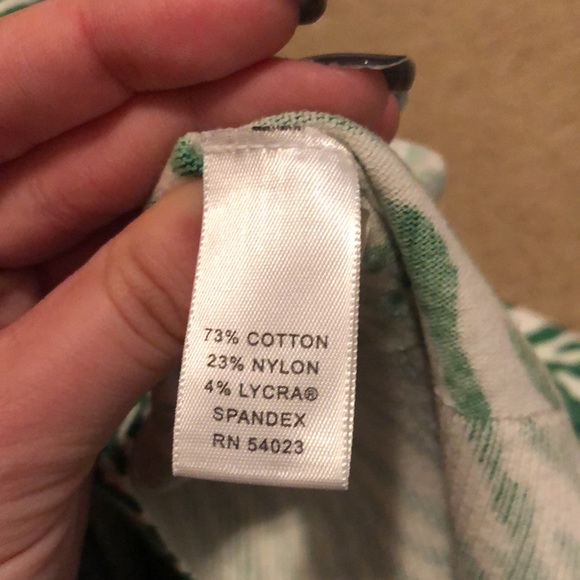 73% COTTON
23% NYLON
4% LYCRA®
SPANDEX
RN 54023